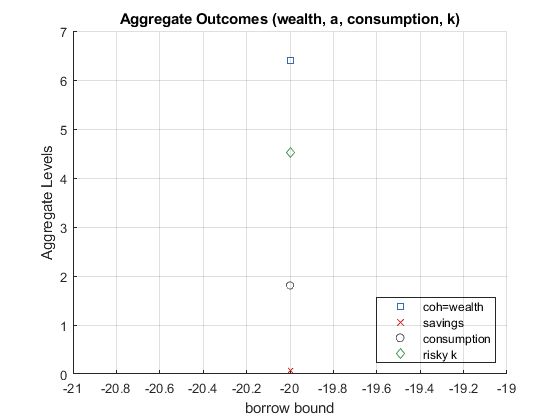 Aggregate Outcomes (wealth, a, consumption, k)
7
6
5
4
3
2
1
0
Aggregate Levels
coh=wealth
savings
consumption
risky k
-21 -20.8 -20.6 -20.4 -20.2 -20 -19.8 -19.6 -19.4 -19.2 -19
borrow bound